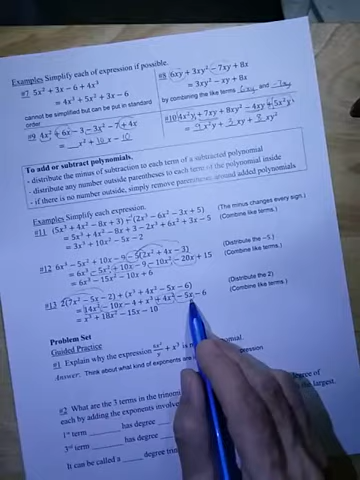 Examples Simplify each of expression if possible.
#7 5x² + 3x - 6 + 4x³
= 4x³ + 5x² + 3x - 6
cannot be simplified but can be put in standard
order
#8 6xy + 3xy² - 7xy + 8x
= 3xy² - xy + 8x
by combining the like terms 6xy and -7xy
#9 4x² + 6x - 3 - 3x² - 7 + 4x
= x² + 10x - 10
#10 4x²y + 7xy + 8xy² - 4xy + 5x²y
= 9x²y + 3xy + 8xy²
To add or subtract polynomials.
- distribute the minus of subtraction to each term of a subtracted polynomial
- distribute any number outside parentheses to each term of the polynomial inside
- if there is no number outside, simply remove parentheses around added polynomials
Examples Simplify each expression.
#11 (5x³ + 4x² - 8x + 3) - (2x³ - 6x² - 3x + 5) (The minus changes every sign.)
= 5x³ + 4x² - 8x + 3 - 2x³ + 6x² + 3x - 5 (Combine like terms.)
= 3x³ + 10x² - 5x - 2
#12 6x³ - 5x² + 10x - 9 - 5(2x² + 4x - 3) (Distribute the -5)
= 6x³ - 5x² + 10x - 9 - 10x² - 20x + 15 (Combine like terms.)
= 6x³ - 15x² - 10x + 6
#13 2(7x² - 5x - 2) + (x³ + 4x² - 5x - 6) (Distribute the 2)
= 14x² - 10x - 4 + x³ + 4x² - 5x - 6 (Combine like terms.)
= x³ + 18x² - 15x - 10
Problem Set
Guided Practice
#1 Explain why the expression + x³ is nomial.
Answer: Think about what kind of exponents are expression.
#2 What are the 3 terms in the trinom
each by adding the exponents involve the largest.
1st term has degree
3rd term has degree
It can be called a degree trin